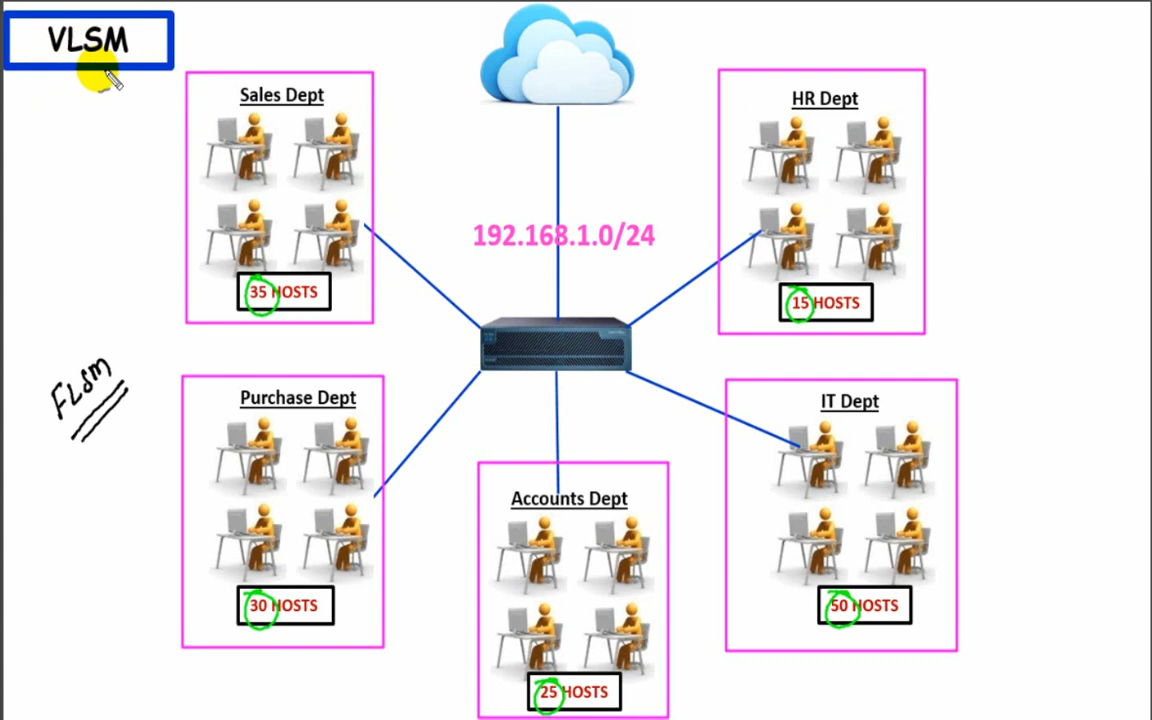 VLSM
Sales Dept
35 HOSTS
192.168.1.0/24
HR Dept
15 HOSTS
FLSM
Purchase Dept
30 HOSTS
Accounts Dept
25 HOSTS
IT Dept
50 HOSTS